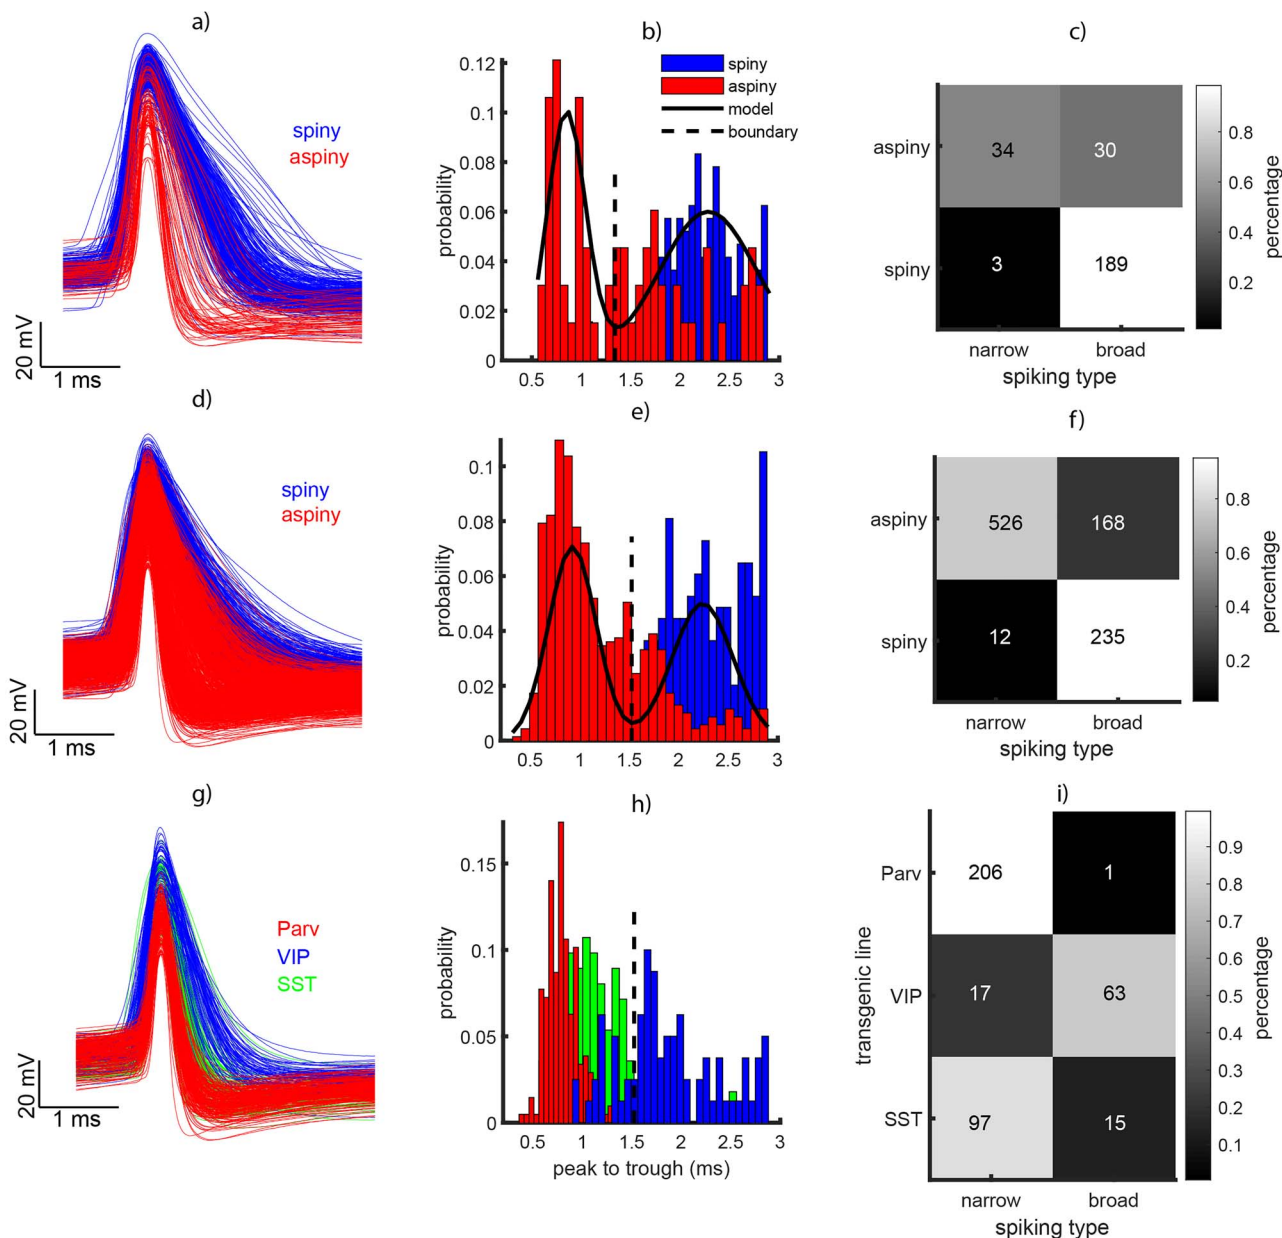 a)
spiny
aspiny
20 mV
1 ms
b)
probability
0.12
0.1
0.08
0.06
0.04
0.02
0
0.5
1
1.5
2
2.5
3
spiny
aspiny
model
boundary
c)
aspiny
spiny
34
30
3
189
narrow
broad
spiking type
0.8
0.6
0.4
0.2
percentage
d)
spiny
aspiny
20 mV
1 ms
e)
probability
0.1
0.08
0.06
0.04
0.02
0
0.5
1
1.5
2
2.5
3
f)
aspiny
spiny
526
168
12
235
narrow
broad
spiking type
0.8
0.6
0.4
0.2
percentage
g)
Parv
VIP
SST
20 mV
1 ms
h)
probability
0.15
0.1
0.05
0
0.5
1
1.5
2
2.5
3
peak to trough (ms)
i)
transgenic line
Parv
VIP
SST
206
1
17
63
97
15
narrow
broad
spiking type
0.9
0.8
0.7
0.6
0.5
0.4
0.3
0.2
0.1
percentage